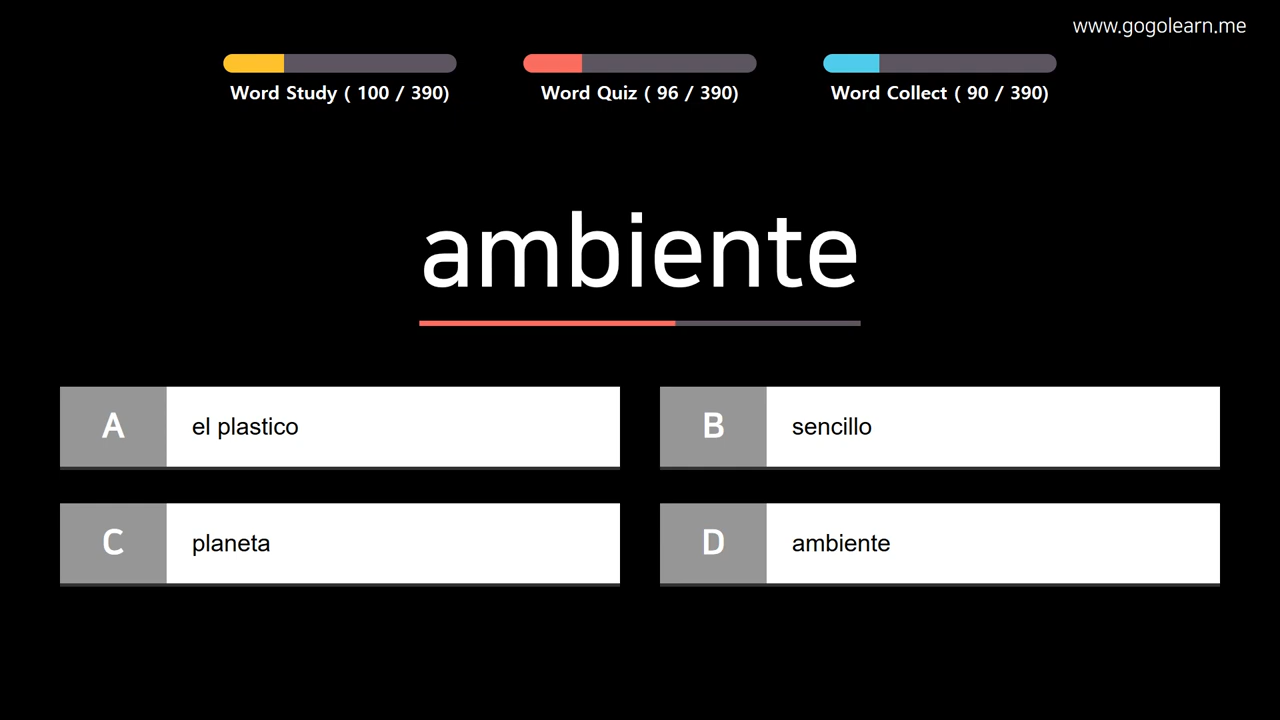 www.gogolearn.me
Word Study ( 100 / 390)
Word Quiz ( 96 / 390)
Word Collect ( 90 / 390)
ambiente
A el plastico
B sencillo
C planeta
D ambiente